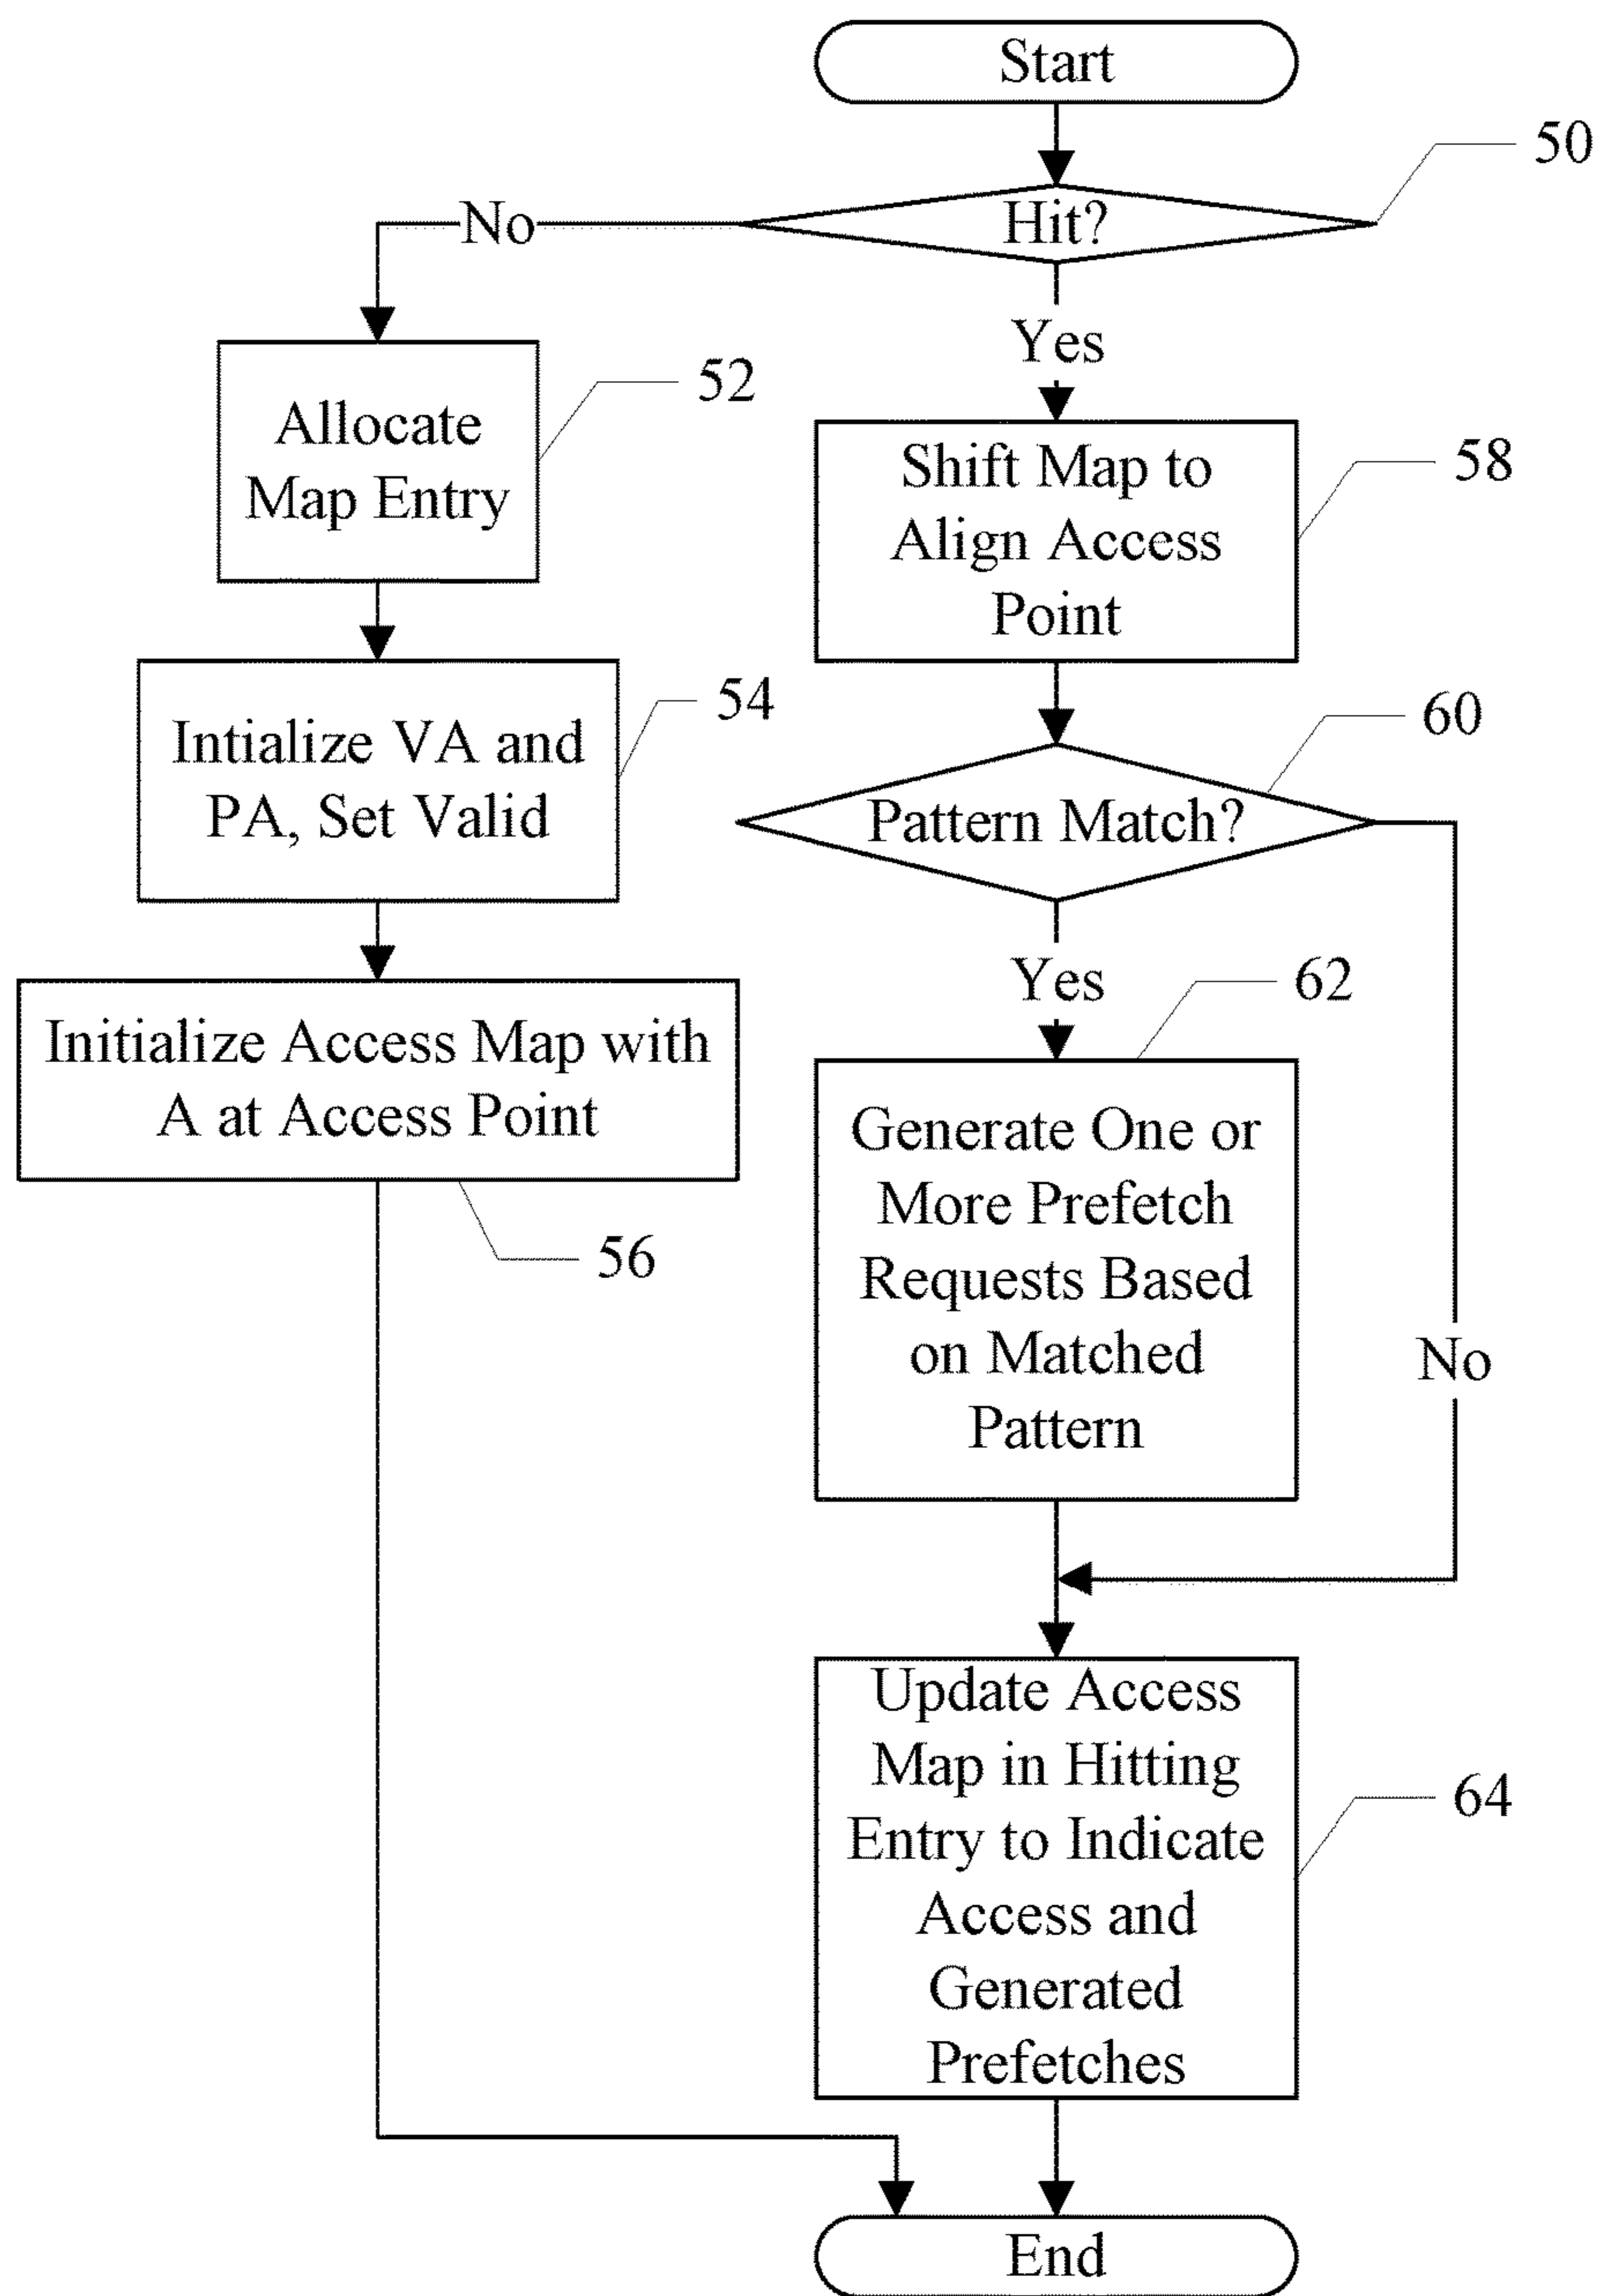 Start
50
Hit?
No
Yes
Allocate
Map Entry
52
Shift Map to
Align Access
Point
58
Intialize VA and
PA, Set Valid
54
Pattern Match?
60
Yes
Initialize Access Map with
A at Access Point
56
62
Generate One or
More Prefetch
Requests Based
on Matched
Pattern
No
Update Access
Map in Hitting
Entry to Indicate
Access and
Generated
Prefetches
64
End